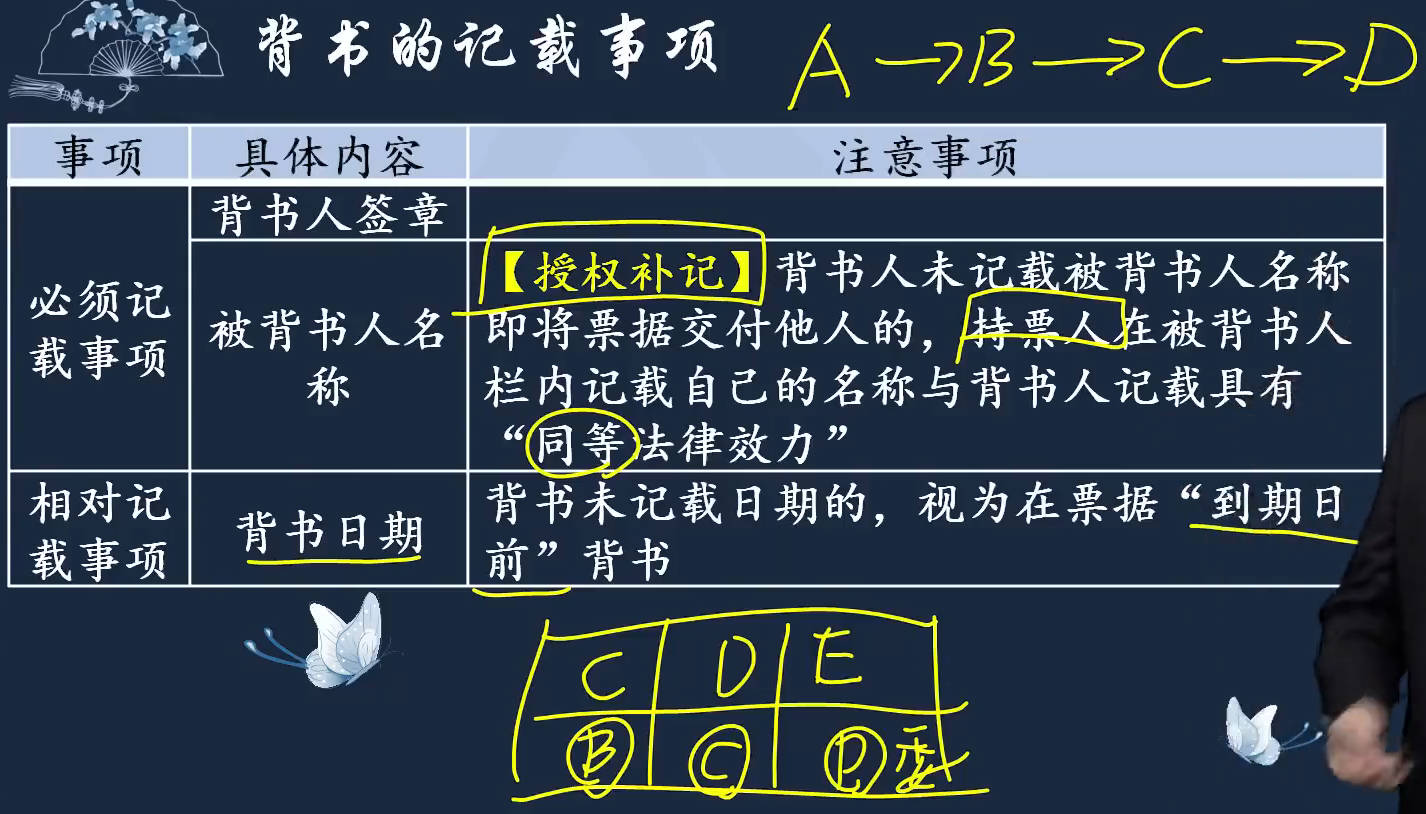 背书的记载事项
A→B→C→D
事项 具体内容 注意事项
必须记载事项
背书人签章
被背书人名称
【授权补记】背书人未记载被背书人名称
即将票据交付他人的，持票人在被背书人
栏内记载自己的名称与背书人记载具有
“同等法律效力”
相对记载事项
背书日期
背书未记载日期的，视为在票据“到期日
前”背书
C D E
B C D 委